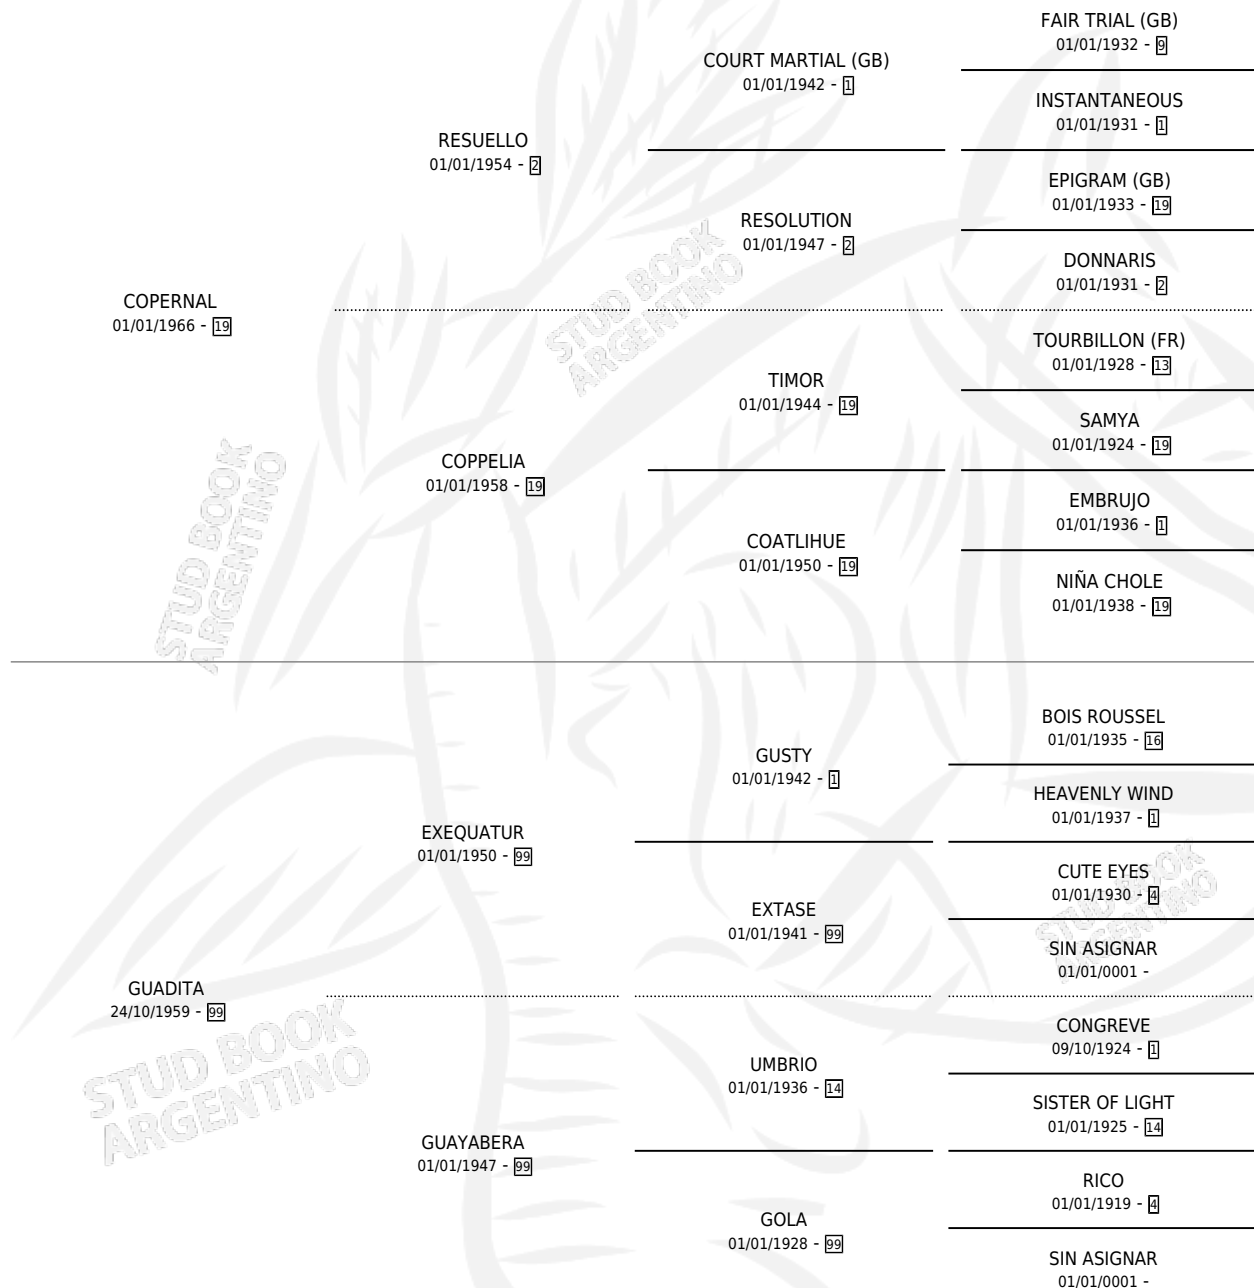 FAIR TRIAL (GB)
01/01/1932 - 9
COURT MARTIAL (GB)
01/01/1942 - 1
INSTANTANEOUS
01/01/1931 - 1
RESUELLO
01/01/1954 - 2
EPIGRAM (GB)
01/01/1933 - 19
RESOLUTION
01/01/1947 - 2
DONNARIS
01/01/1931 - 2
COPERNAL
01/01/1966 - 19
TOURBILLON (FR)
01/01/1928 - 13
TIMOR
01/01/1944 - 19
SAMYA
01/01/1924 - 19
COPPELIA
01/01/1958 - 19
EMBRUJO
01/01/1936 - 1
COATLIHUE
01/01/1950 - 19
NIÑA CHOLE
01/01/1938 - 19
BOIS ROUSSEL
01/01/1935 - 16
GUSTY
01/01/1942 - 1
HEAVENLY WIND
01/01/1937 - 1
EXEQUATUR
01/01/1950 - 99
CUTE EYES
01/01/1930 - 4
EXTASE
01/01/1941 - 99
SIN ASIGNAR
01/01/0001 -
GUADITA
24/10/1959 - 99
CONGREVE
09/10/1924 - 1
UMBRIO
01/01/1936 - 14
SISTER OF LIGHT
01/01/1925 - 14
GUAYABERA
01/01/1947 - 99
RICO
01/01/1919 - 4
GOLA
01/01/1928 - 99
SIN ASIGNAR
01/01/0001 -
STUD BOOK
ARGENTINO
STUD BOOK
ARGENTINO
STUD BOOK
ARGENTINO
STUD BOOK
ARGENTINO